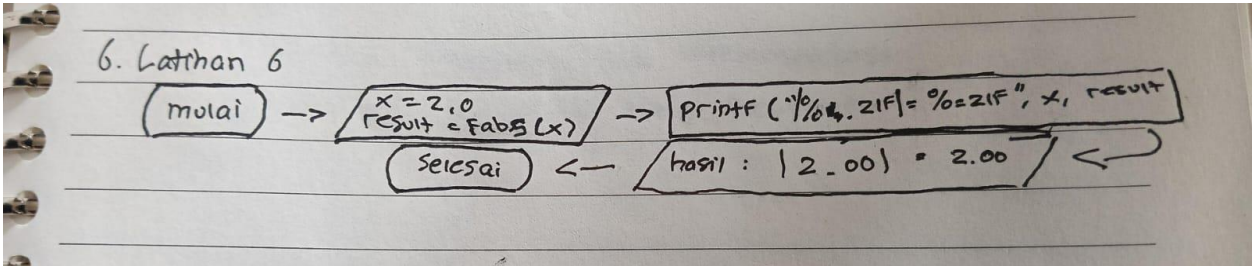 6. Latihan 6
mulai → x = 2,0
result = Fabs (x) → printf ("|%.2lF|= %.2lF", x, result
hasil : |2.00| = 2.00
Selesai